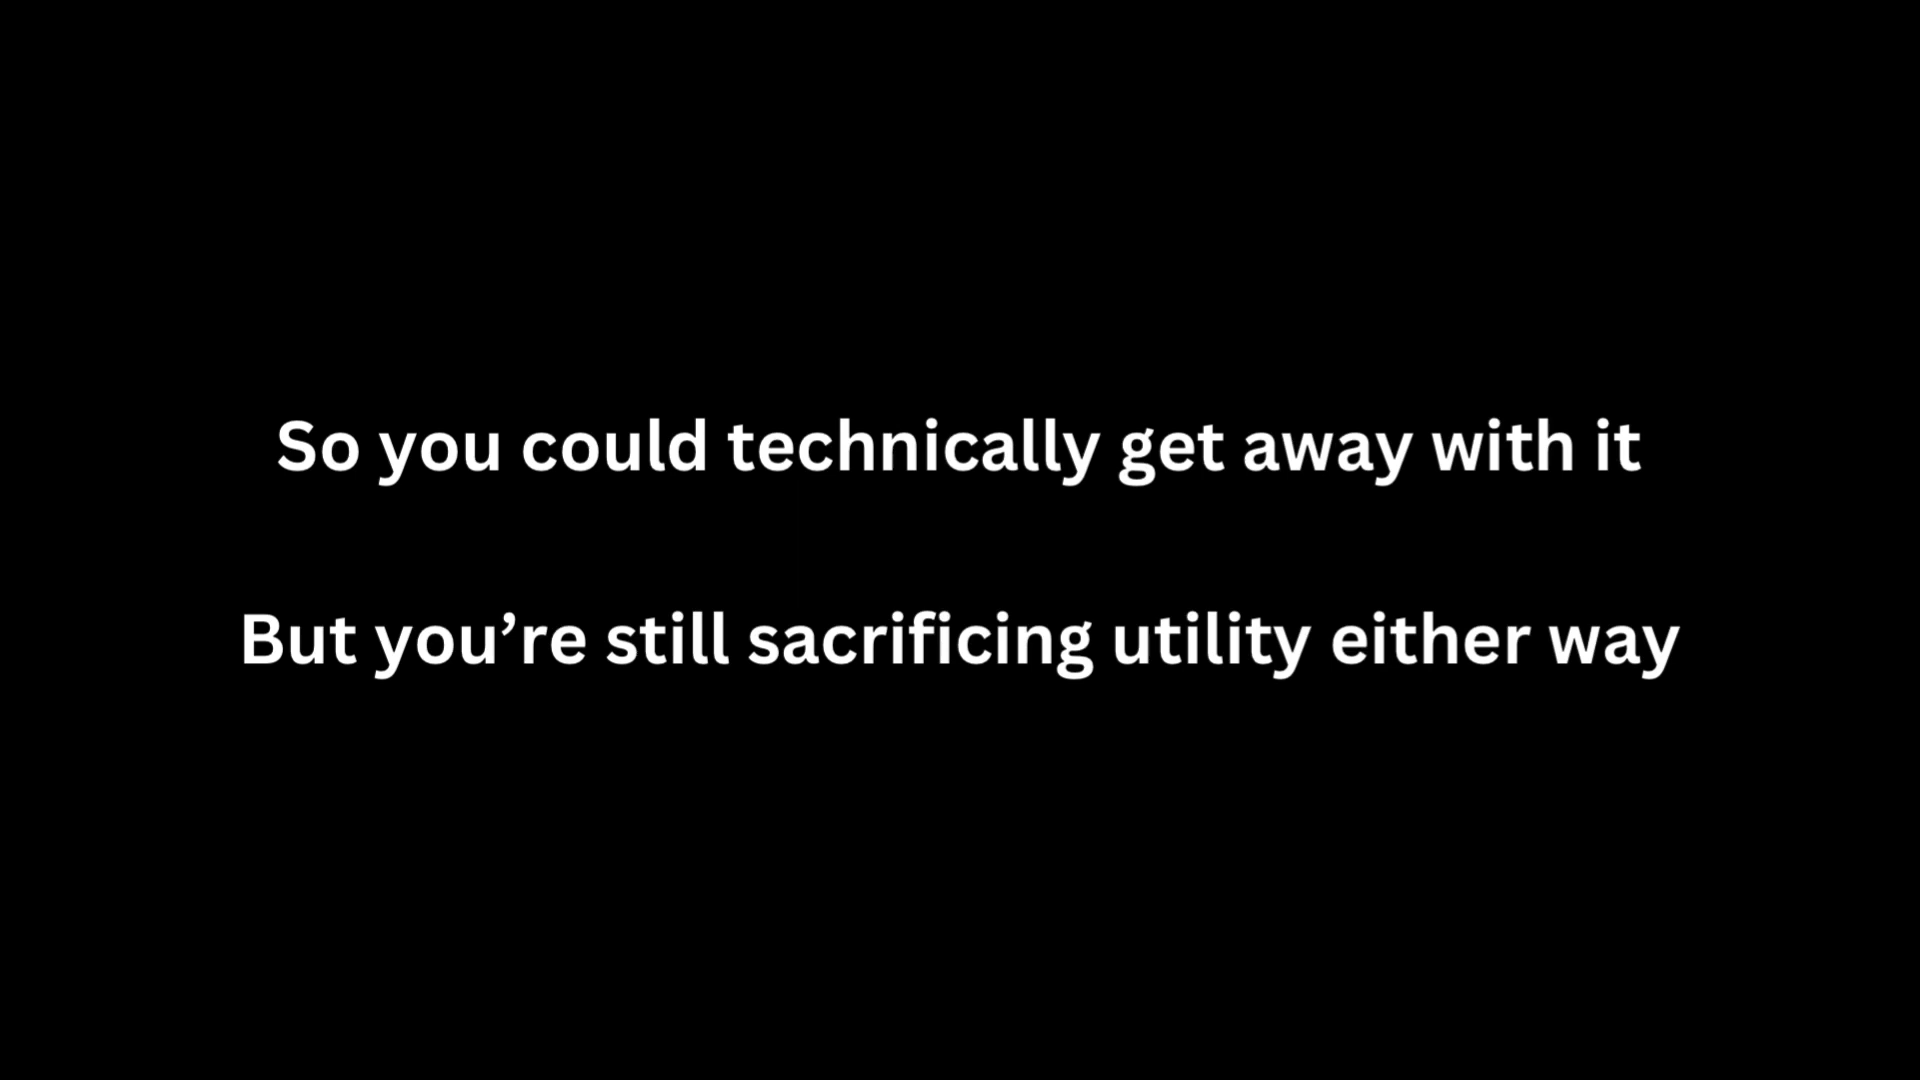 So you could technically get away with it
But you’re still sacrificing utility either way